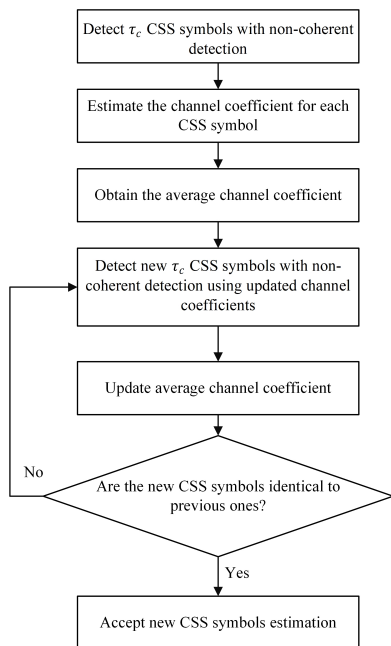 Detect τc CSS symbols with non-coherent
detection
Estimate the channel coefficient for each
CSS symbol
Obtain the average channel coefficient
Detect new τc CSS symbols with non-
coherent detection using updated channel
coefficients
Update average channel coefficient
Are the new CSS symbols identical to
previous ones?
No
Yes
Accept new CSS symbols estimation